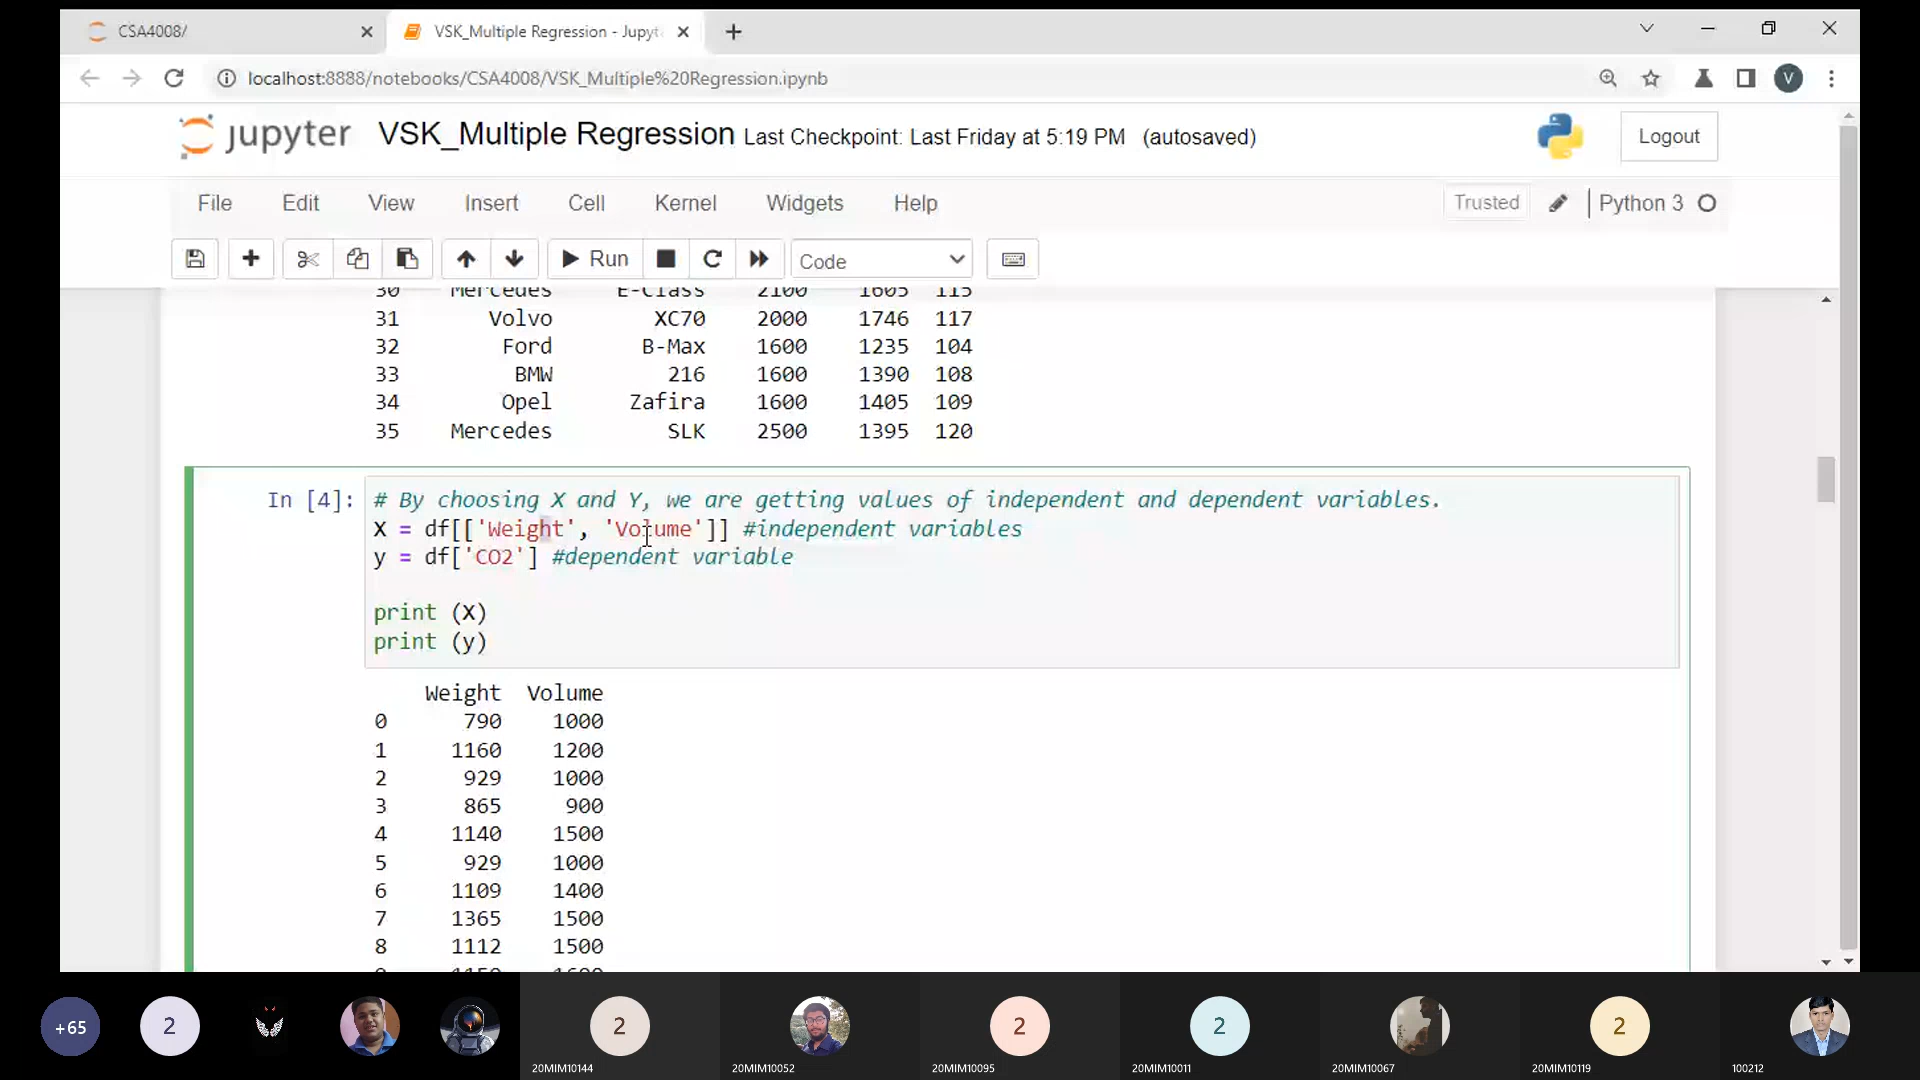 CSA4008/
VSK_Multiple Regression - Jupyt
localhost:8888/notebooks/CSA4008/VSK_Multiple%20Regression.ipynb
V
jupyter VSK_Multiple Regression Last Checkpoint: Last Friday at 5:19 PM (autosaved)
Logout
File Edit View Insert Cell Kernel Widgets Help
Trusted Python 3
Run Code
30 Mercedes E-Class 2100 1605 115
31 Volvo XC70 2000 1746 117
32 Ford B-Max 1600 1235 104
33 BMW 216 1600 1390 108
34 Opel Zafira 1600 1405 109
35 Mercedes SLK 2500 1395 120
In [4]: # By choosing X and Y, we are getting values of independent and dependent variables.
X = df[['Weight', 'Volume']] #independent variables
y = df['CO2'] #dependent variable
print (X)
print (y)
Weight Volume
0 790 1000
1 1160 1200
2 929 1000
3 865 900
4 1140 1500
5 929 1000
6 1109 1400
7 1365 1500
8 1112 1500
+65 2 2 2 2 2
20MIM10144 20MIM10052 20MIM10095 20MIM10011 20MIM10067 20MIM10119 100212